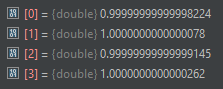 [0] = {double} 0.99999999999998224
[1] = {double} 1.0000000000000078
[2] = {double} 0.99999999999999145
[3] = {double} 1.0000000000000262